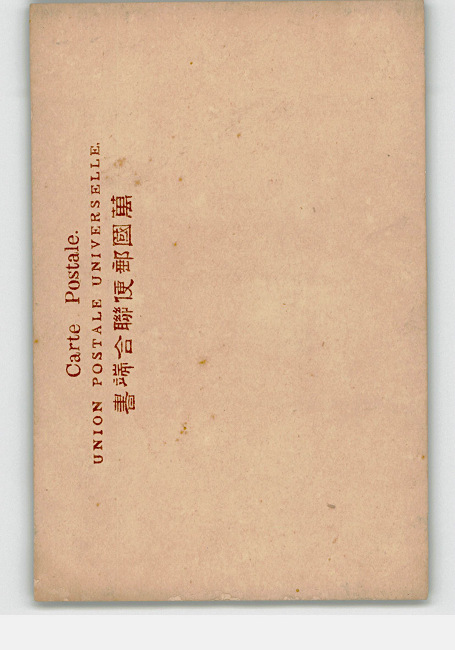 Carte Postale.
UNION POSTALE UNIVERSELLE.
萬國郵便聯合端書